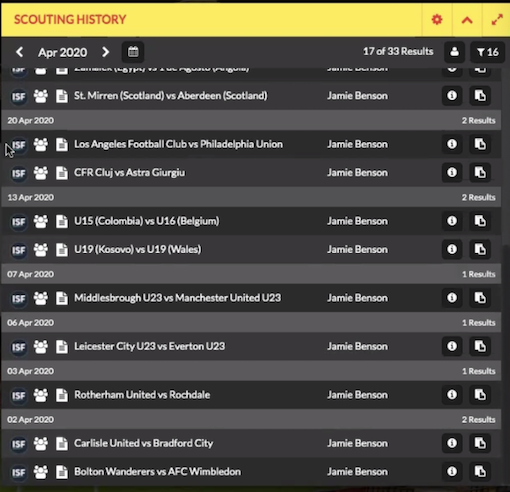 SCOUTING HISTORY
Apr 2020 17 of 33 Results 16
ISF Zamalek (Egypt) vs 1 de Agosto (Angola) Jamie Benson
ISF St. Mirren (Scotland) vs Aberdeen (Scotland) Jamie Benson
20 Apr 2020 2 Results
ISF Los Angeles Football Club vs Philadelphia Union Jamie Benson
ISF CFR Cluj vs Astra Giurgiu Jamie Benson
13 Apr 2020 2 Results
ISF U15 (Colombia) vs U16 (Belgium) Jamie Benson
ISF U19 (Kosovo) vs U19 (Wales) Jamie Benson
07 Apr 2020 1 Results
ISF Middlesbrough U23 vs Manchester United U23 Jamie Benson
06 Apr 2020 1 Results
ISF Leicester City U23 vs Everton U23 Jamie Benson
03 Apr 2020 1 Results
ISF Rotherham United vs Rochdale Jamie Benson
02 Apr 2020 2 Results
ISF Carlisle United vs Bradford City Jamie Benson
ISF Bolton Wanderers vs AFC Wimbledon Jamie Benson